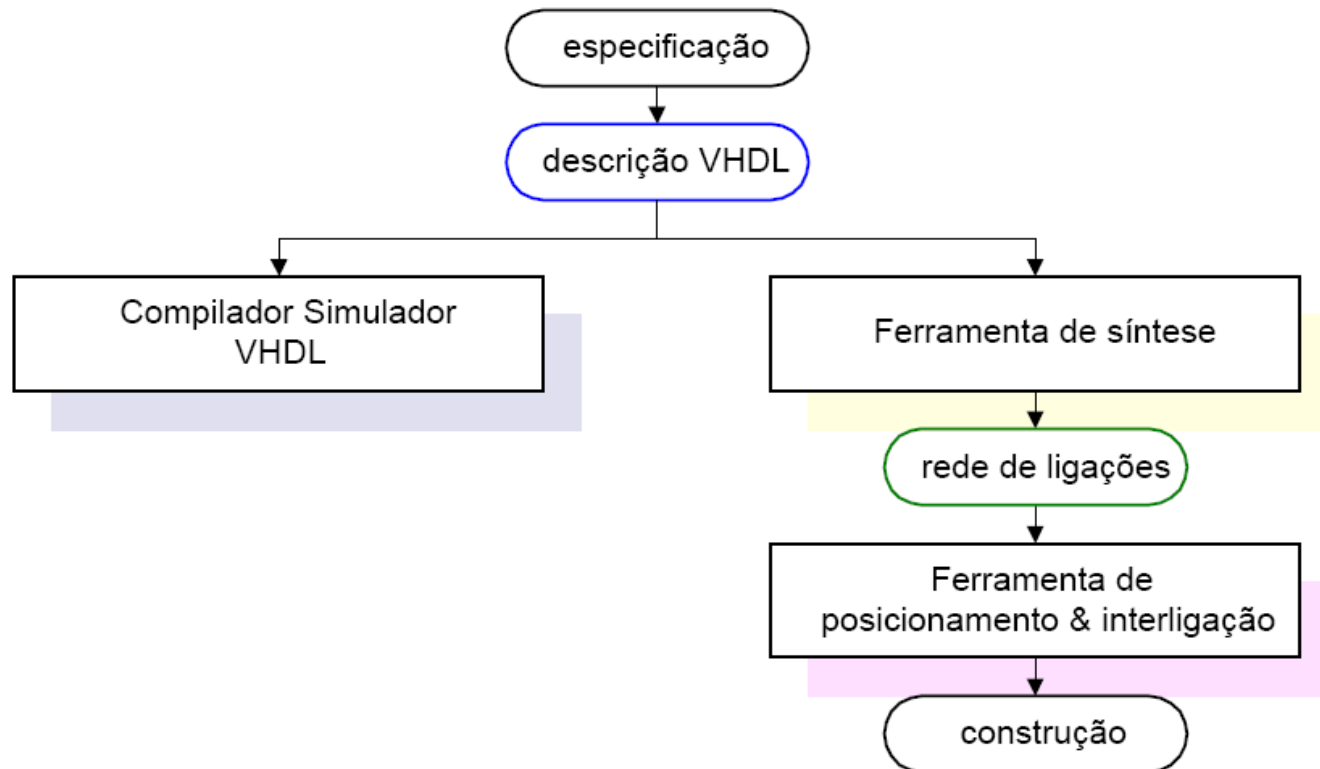 especificação
descrição VHDL
Compilador Simulador
VHDL
Ferramenta de síntese
rede de ligações
Ferramenta de
posicionamento & interligação
construção